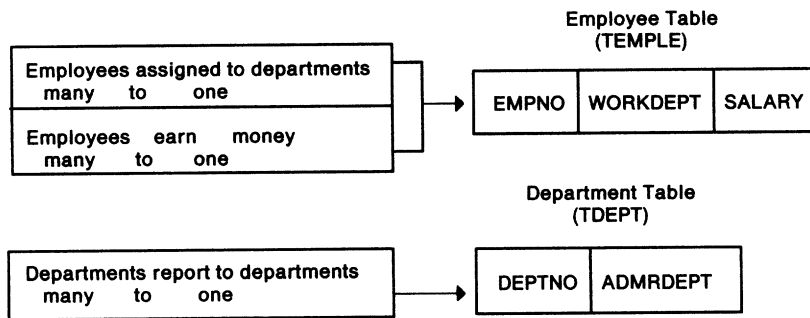 Employee Table
(TEMPLE)
Employees assigned to departments
many to one
Employees earn money
many to one
EMPNO WORKDEPT SALARY
Department Table
(TDEPT)
Departments report to departments
many to one
DEPTNO ADMRDEPT